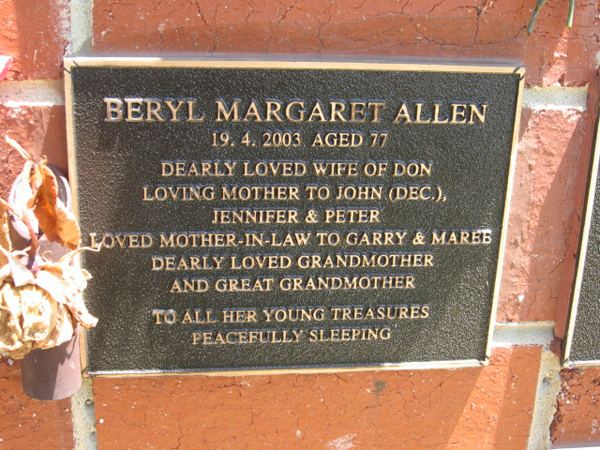 BERYL MARGARET ALLEN
19. 4. 2003 AGED 77
DEARLY LOVED WIFE OF DON
LOVING MOTHER TO JOHN (DEC.),
JENNIFER & PETER
LOVED MOTHER-IN-LAW TO GARRY & MAREE
DEARLY LOVED GRANDMOTHER
AND GREAT GRANDMOTHER
TO ALL HER YOUNG TREASURES
PEACEFULLY SLEEPING